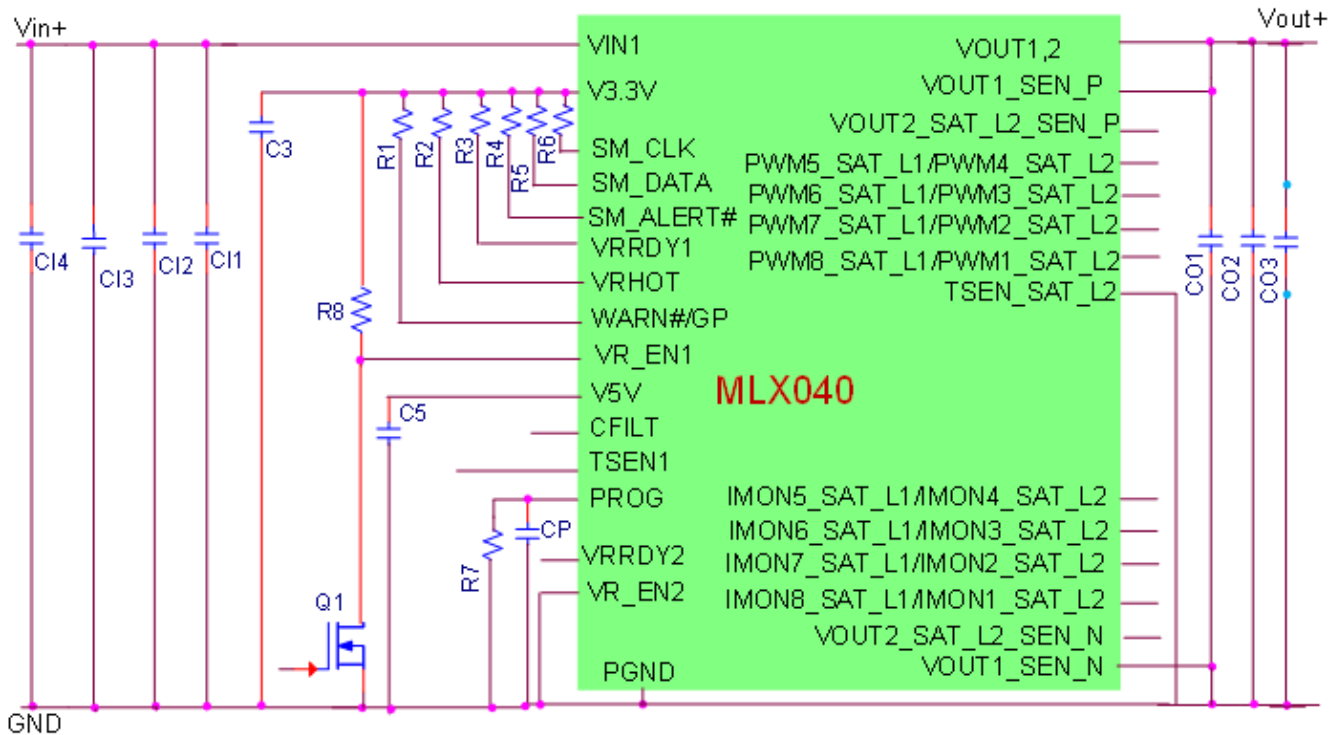 Vin+
Vout+
VIN1
VOUT1,2
V3.3V
VOUT1_SEN_P
C3
R1
R2
R3
R4
R5
R6
VOUT2_SAT_L2_SEN_P
SM_CLK
PWM5_SAT_L1/PWM4_SAT_L2
SM_DATA
PWM6_SAT_L1/PWM3_SAT_L2
SM_ALERT#
PWM7_SAT_L1/PWM2_SAT_L2
VRRDY1
PWM8_SAT_L1/PWM1_SAT_L2
CI4
CI3
CI2
CI1
VRHOT
TSEN_SAT_L2
CO1
CO2
CO3
R8
WARN#/GP
VR_EN1
V5V
MLX040
C5
CFILT
TSEN1
PROG
IMON5_SAT_L1/IMON4_SAT_L2
CP
IMON6_SAT_L1/IMON3_SAT_L2
R7
VRRDY2
IMON7_SAT_L1/IMON2_SAT_L2
VR_EN2
IMON8_SAT_L1/IMON1_SAT_L2
Q1
VOUT2_SAT_L2_SEN_N
PGND
VOUT1_SEN_N
GND